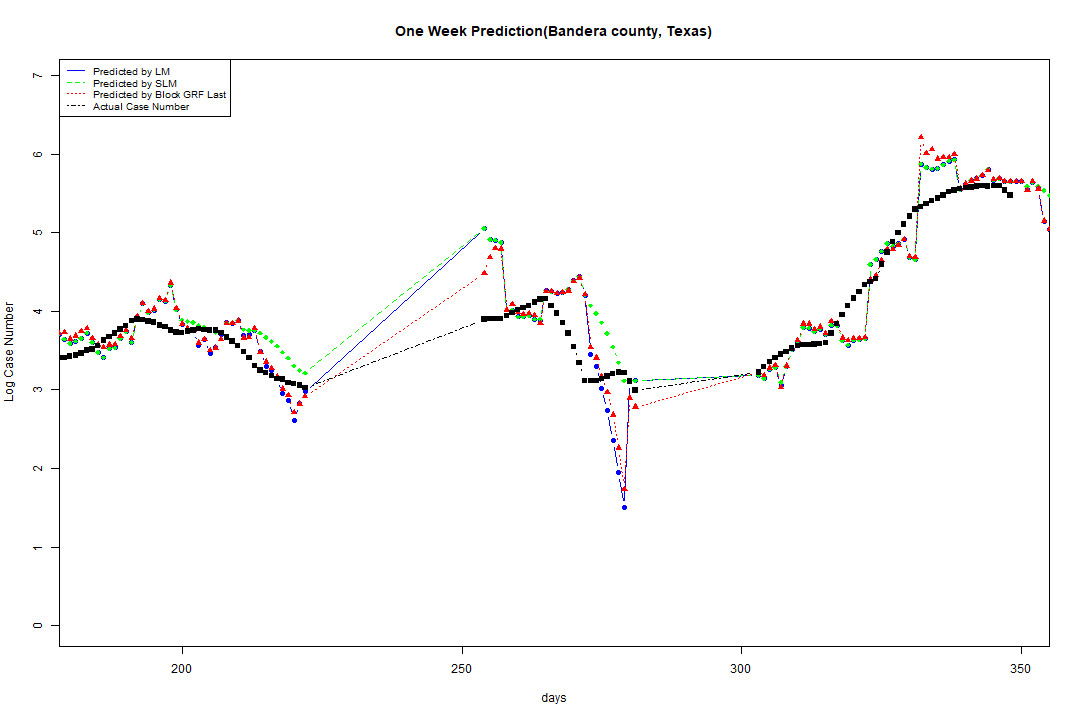 One Week Prediction(Bandera county, Texas)
Predicted by LM
Predicted by SLM
Predicted by Block GRF Last
Actual Case Number
Log Case Number
7
6
5
4
3
2
1
0
200 250 300 350
days